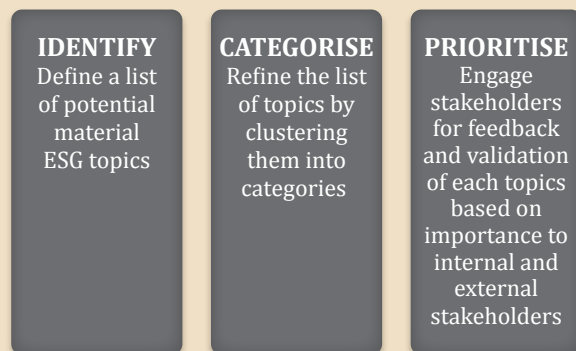 IDENTIFY
Define a list
of potential
material
ESG topics
CATEGORISE
Refine the list
of topics by
clustering
them into
categories
PRIORITISE
Engage
stakeholders
for feedback
and validation
of each topics
based on
importance to
internal and
external
stakeholders